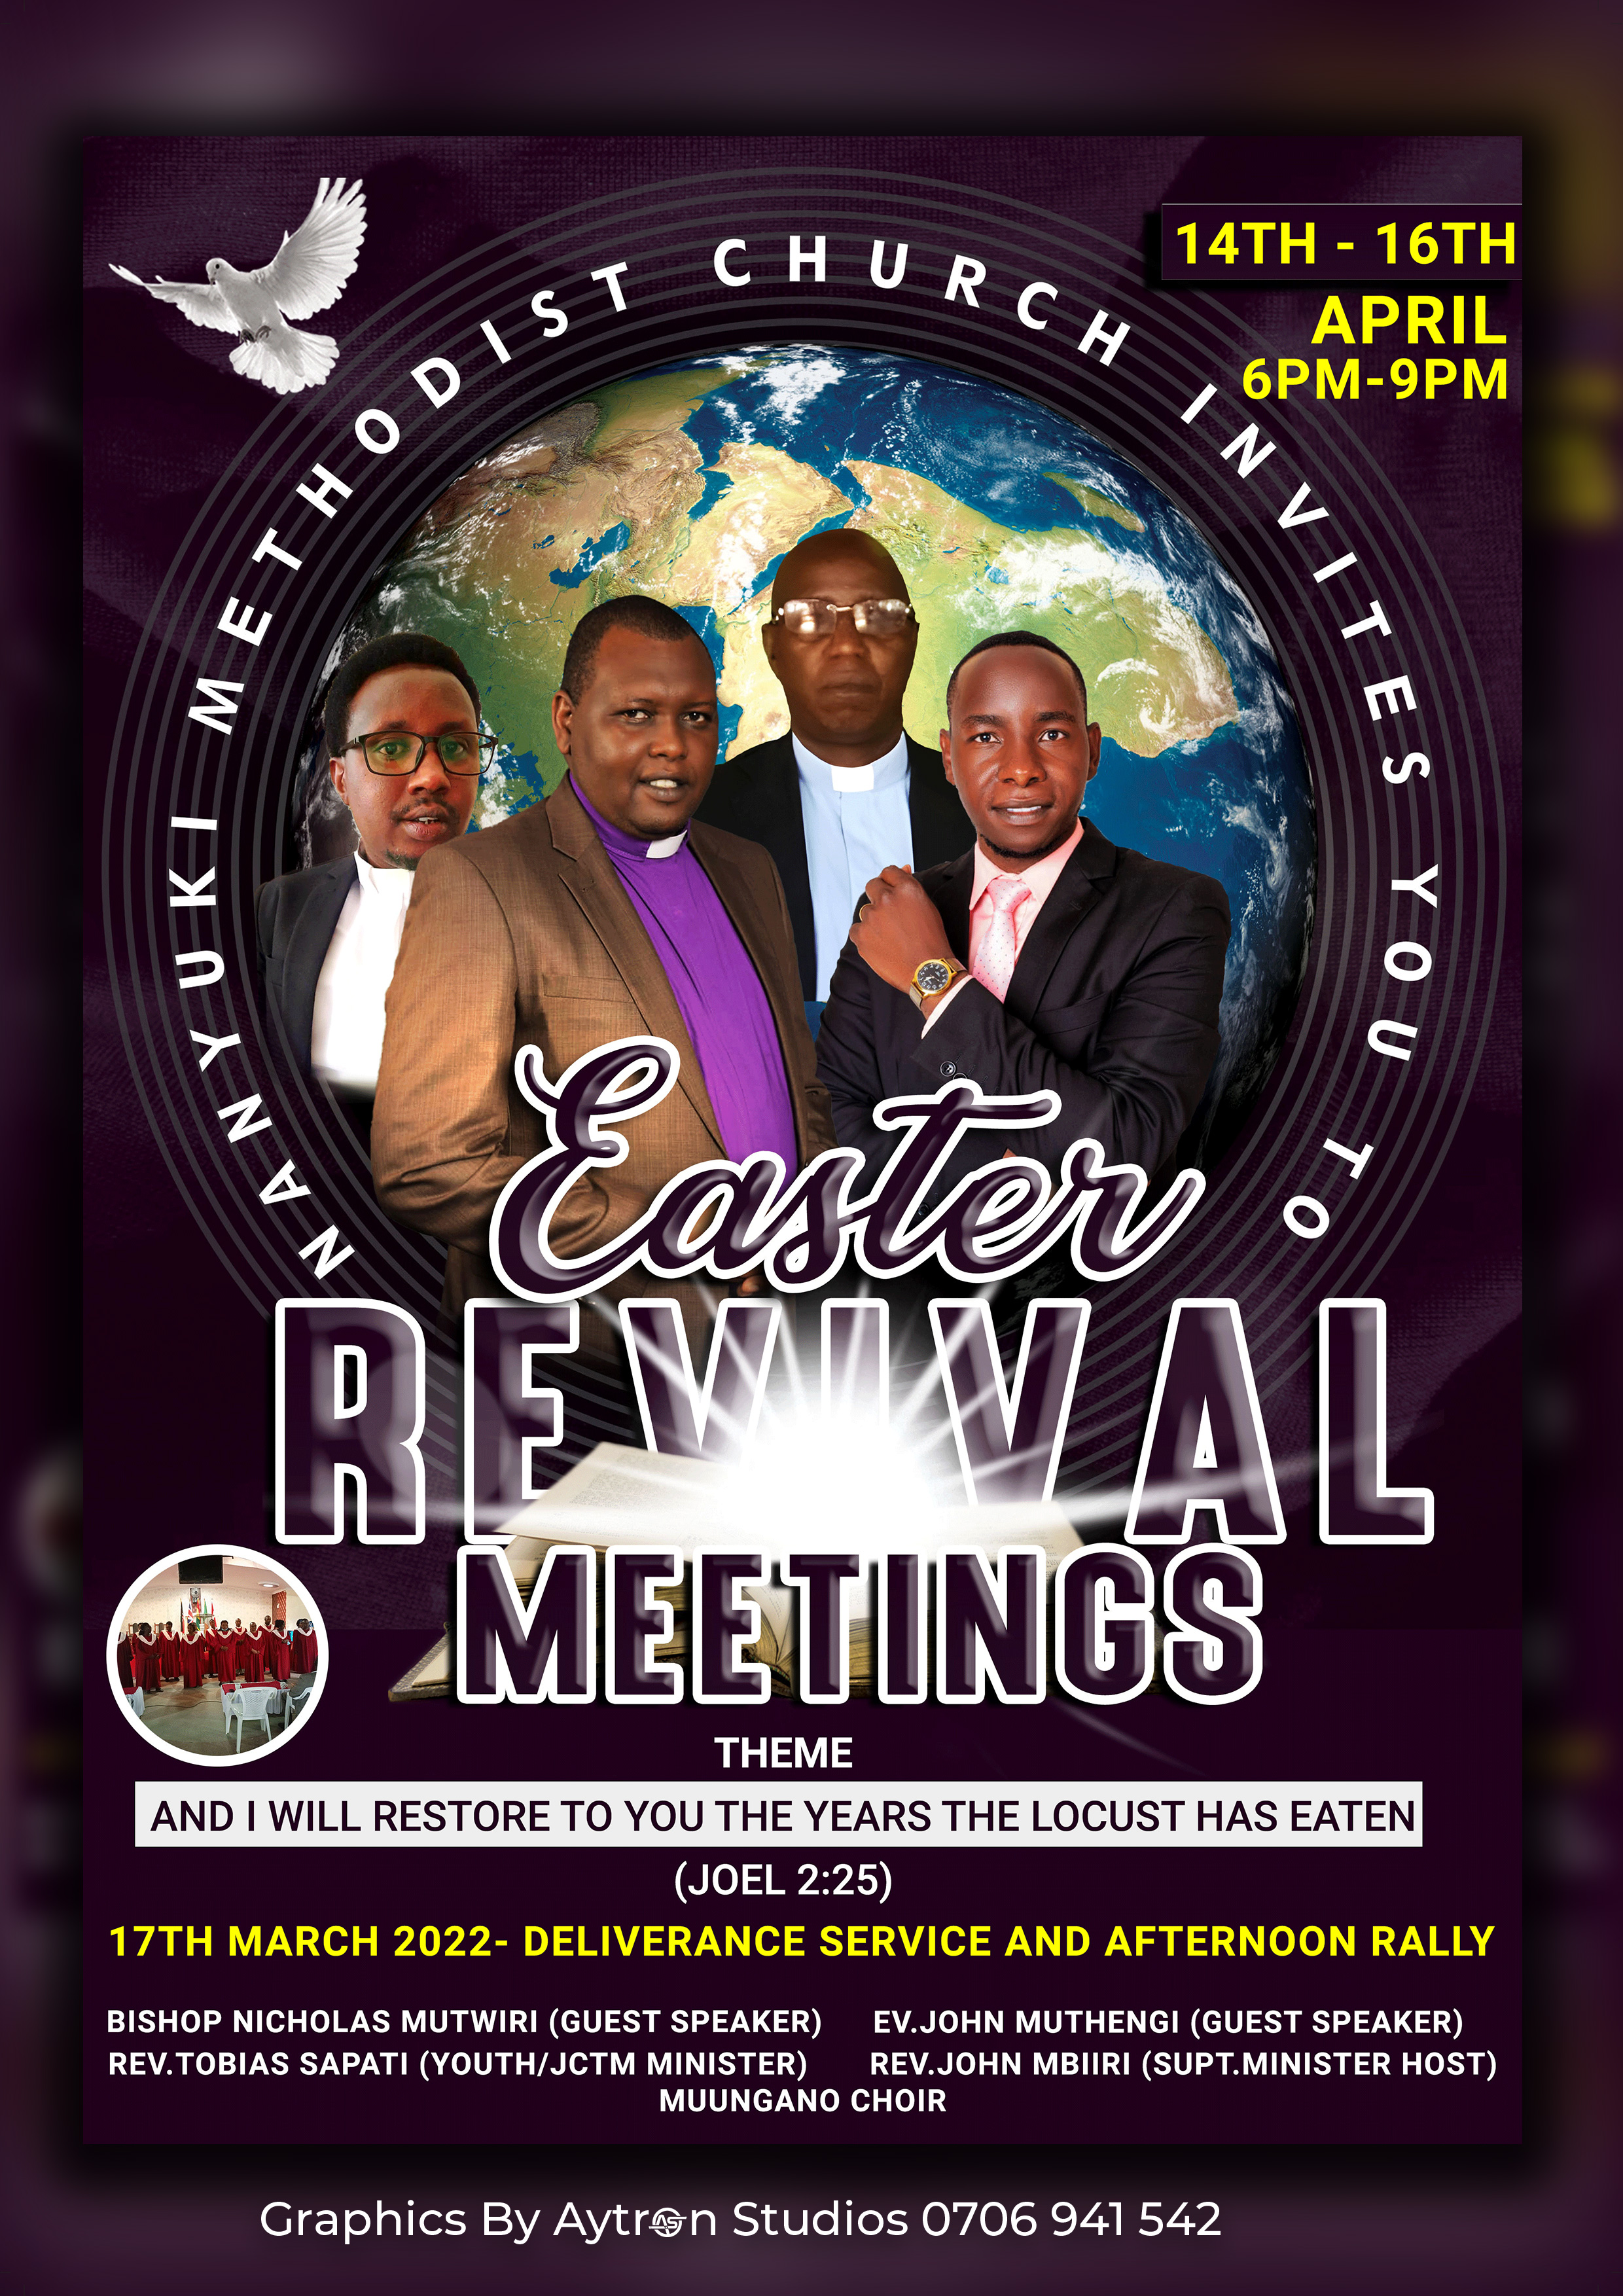 NANYUKI METHODIST CHURCH INVITES YOU TO
14TH - 16TH
APRIL
6PM-9PM
Easter
REVIVAL
MEETINGS
THEME
AND I WILL RESTORE TO YOU THE YEARS THE LOCUST HAS EATEN
(JOEL 2:25)
17TH MARCH 2022- DELIVERANCE SERVICE AND AFTERNOON RALLY
BISHOP NICHOLAS MUTWIRI (GUEST SPEAKER)
EV.JOHN MUTHENGI (GUEST SPEAKER)
REV.TOBIAS SAPATI (YOUTH/JCTM MINISTER)
REV.JOHN MBIIRI (SUPT.MINISTER HOST)
MUUNGANO CHOIR
Graphics By Aytron Studios 0706 941 542